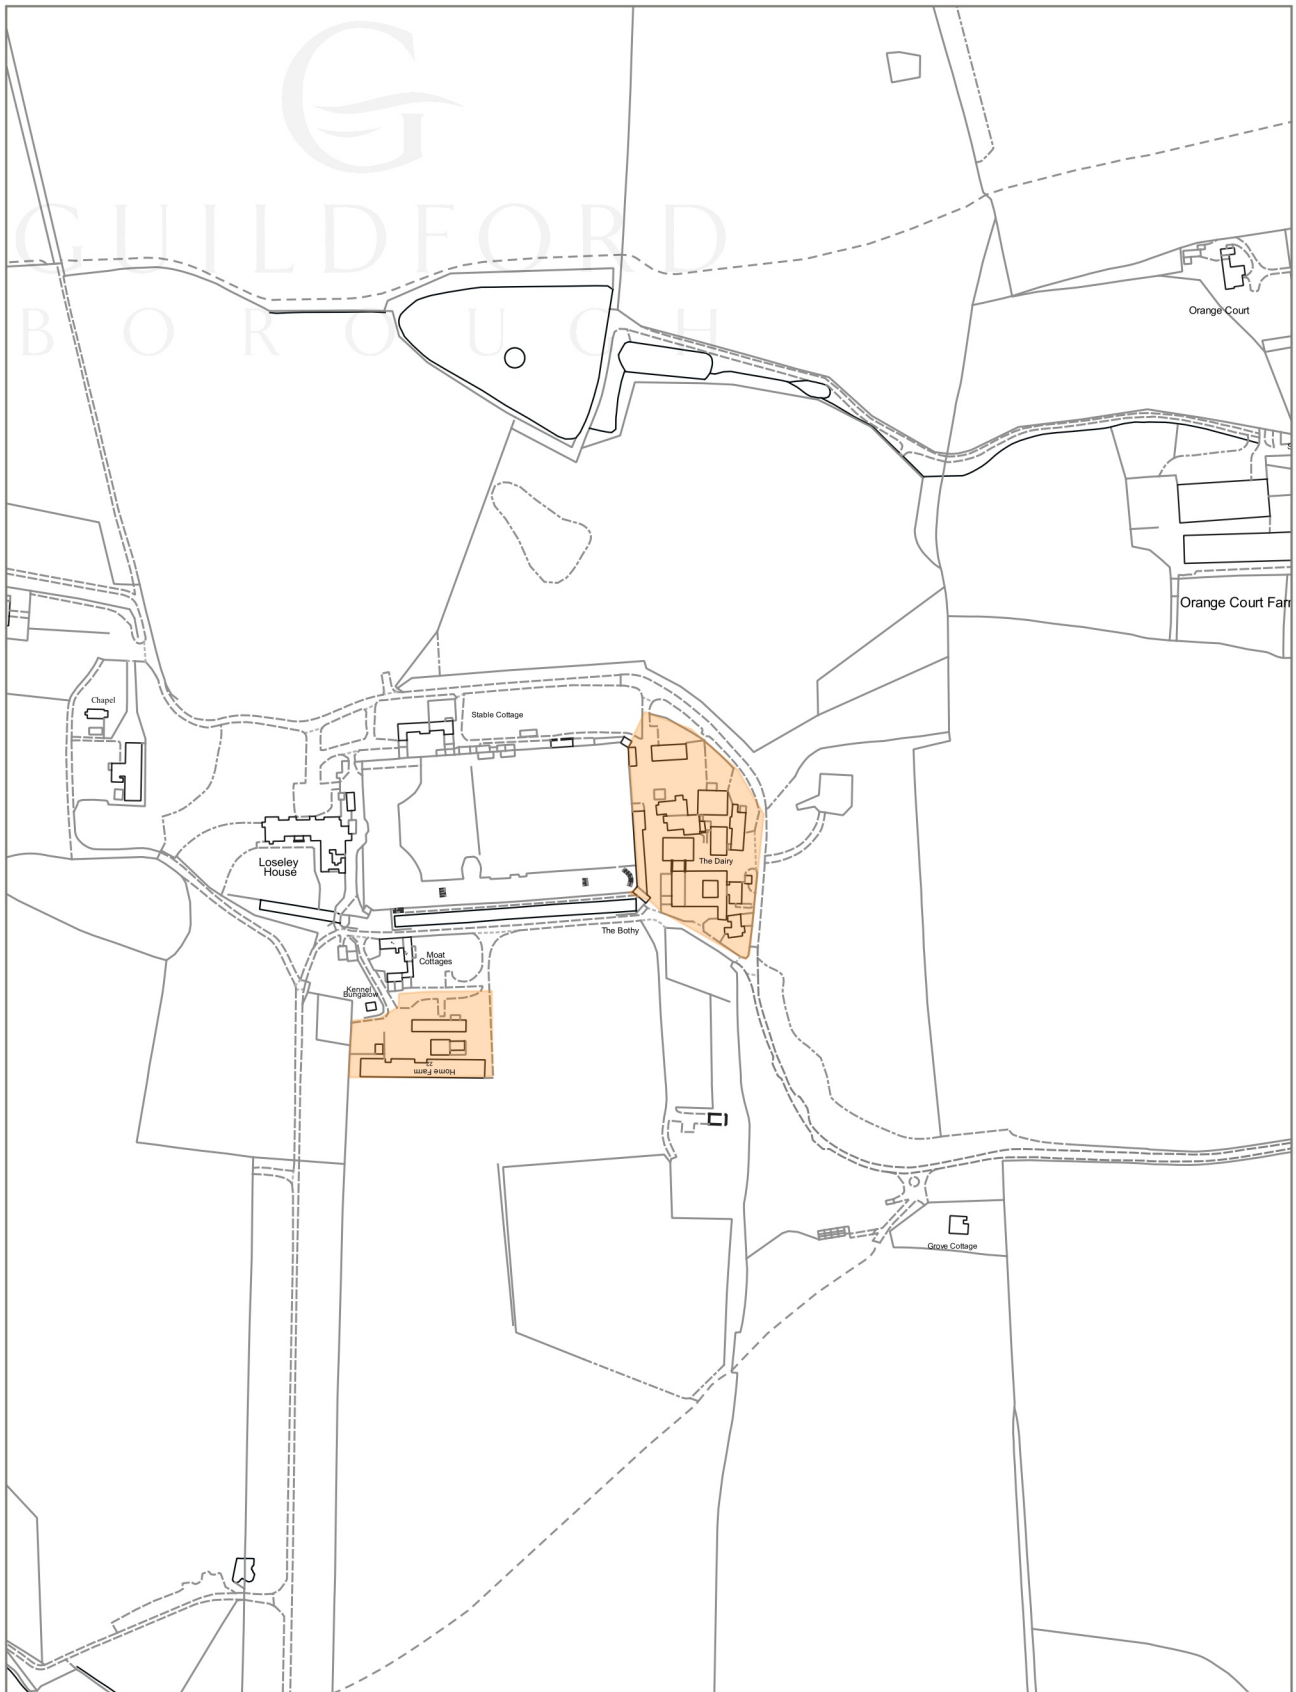 GUILDFORD
BOROUGH
Orange Court
Orange Court Farr
Chapel
Stable Cottage
Loseley
House
The Dairy
The Bothy
Moat
Cottages
Kennel
Bungalow
Home Farm
Grove Cottage